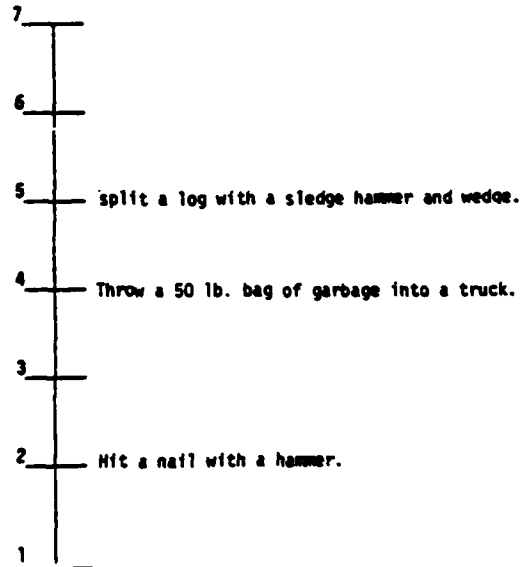 7
6
5 split a log with a sledge hammer and wedge.
4 Throw a 50 lb. bag of garbage into a truck.
3
2 Hit a nail with a hammer.
1